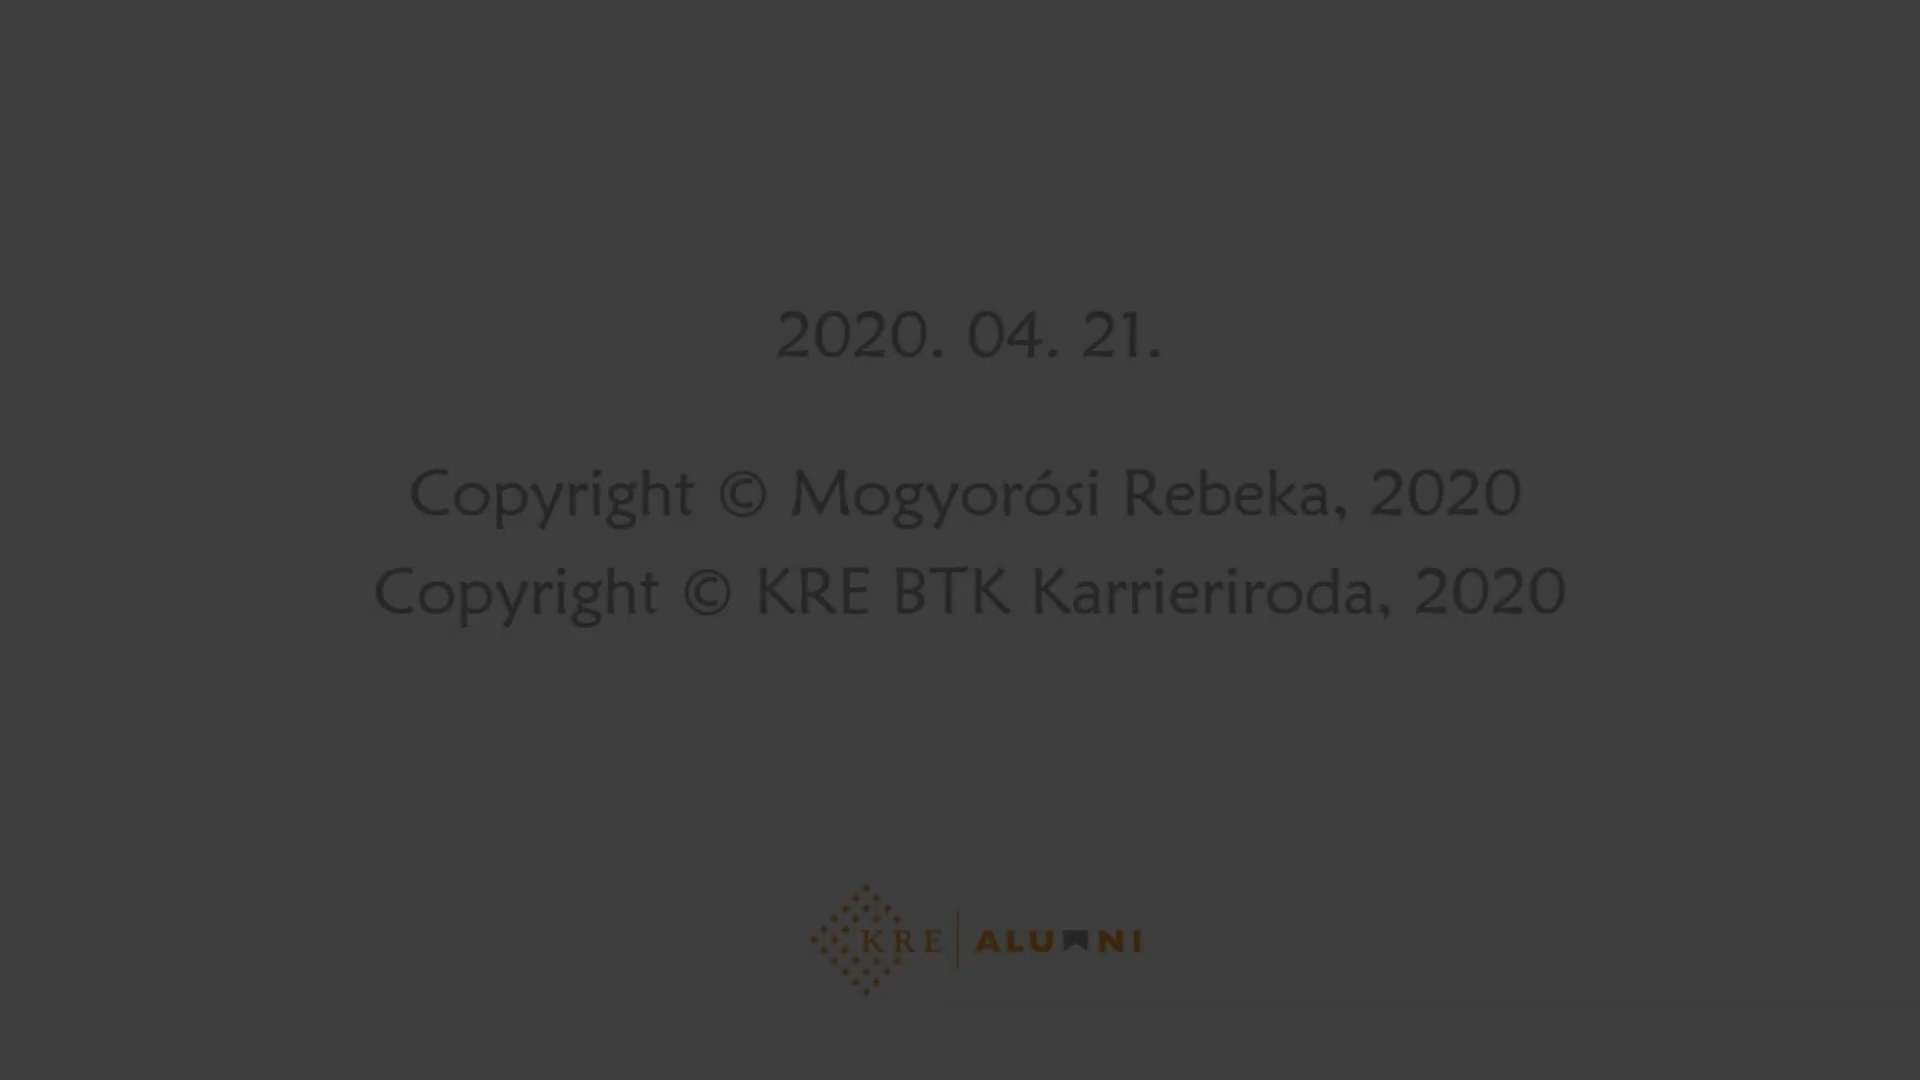 2020. 04. 21.
Copyright © Mogyorósi Rebeka, 2020
Copyright © KRE BTK Karrieriroda, 2020
KRE | ALUMNI